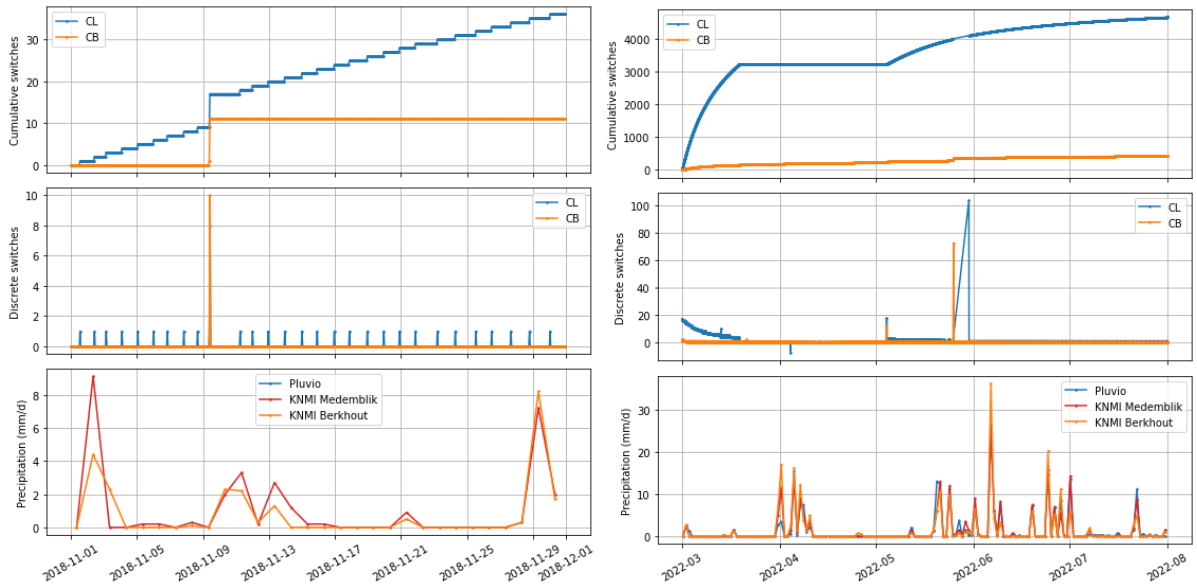 Cumulative switches
30
20
10
0
CL
CB
Discrete switches
10
8
6
4
2
0
CL
CB
Precipitation (mm/d)
8
6
4
2
0
Pluvio
KNMI Medemblik
KNMI Berkhout
2018-11-01
2018-11-05
2018-11-09
2018-11-13
2018-11-17
2018-11-21
2018-11-25
2018-11-29
2018-12-01
Cumulative switches
4000
3000
2000
1000
0
CL
CB
Discrete switches
100
80
60
40
20
0
CL
CB
Precipitation (mm/d)
30
20
10
0
Pluvio
KNMI Medemblik
KNMI Berkhout
2022-03
2022-04
2022-05
2022-06
2022-07
2022-08